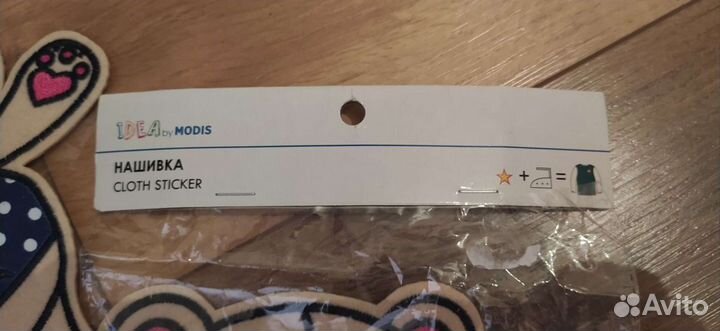 IDEA by MODIS
НАШИВКА
CLOTH STICKER
+ =
Avito